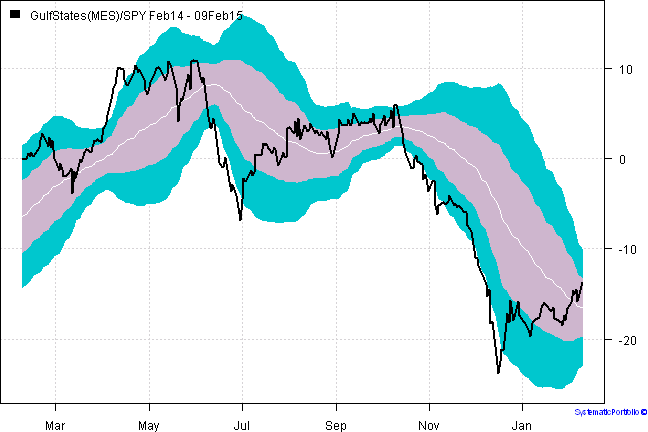 GulfStates(MES)/SPY Feb14 - 09Feb15
10
0
-10
-20
SystematicPortfolio ©
Mar May Jul Sep Nov Jan